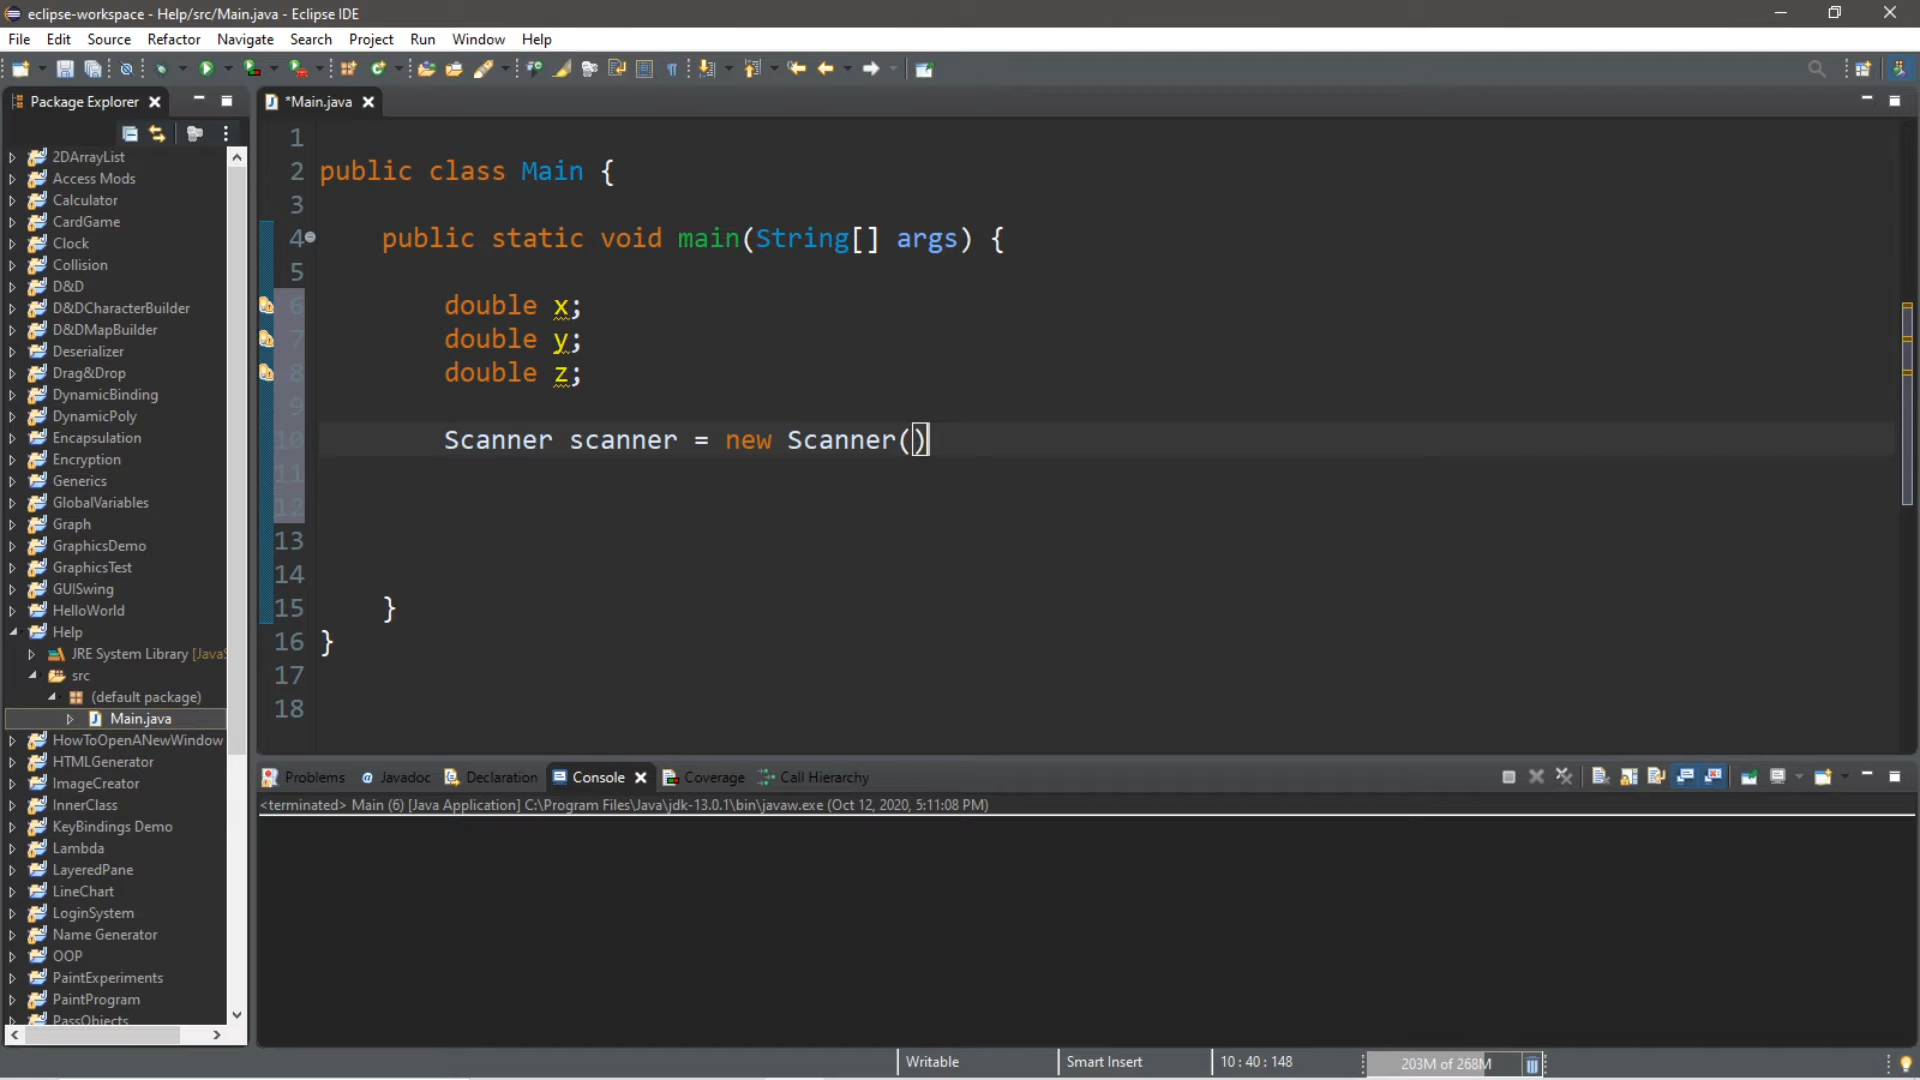 eclipse-workspace - Help/src/Main.java - Eclipse IDE
File Edit Source Refactor Navigate Search Project Run Window Help
Package Explorer
*Main.java
2DArrayList
Access Mods
Calculator
CardGame
Clock
Collision
D&D
D&DCharacterBuilder
D&DMapBuilder
Deserializer
Drag&Drop
DynamicBinding
DynamicPoly
Encapsulation
Encryption
Generics
GlobalVariables
Graph
GraphicsDemo
GraphicsTest
GUISwing
HelloWorld
Help
JRE System Library [JavaS
src
(default package)
Main.java
HowToOpenANewWindow
HTMLGenerator
ImageCreator
InnerClass
KeyBindings Demo
Lambda
LayeredPane
LineChart
LoginSystem
Name Generator
OOP
PaintExperiments
PaintProgram
PassObjects
1
2 public class Main {
3
4 public static void main(String[] args) {
5
6 double x;
7 double y;
8 double z;
9
10 Scanner scanner = new Scanner()
11
12
13
14
15 }
16 }
17
18
Problems Javadoc Declaration Console Coverage Call Hierarchy
<terminated> Main (6) [Java Application] C:\Program Files\Java\jdk-13.0.1\bin\javaw.exe (Oct 12, 2020, 5:11:08 PM)
Writable Smart Insert 10 : 40 : 148 203M of 268M